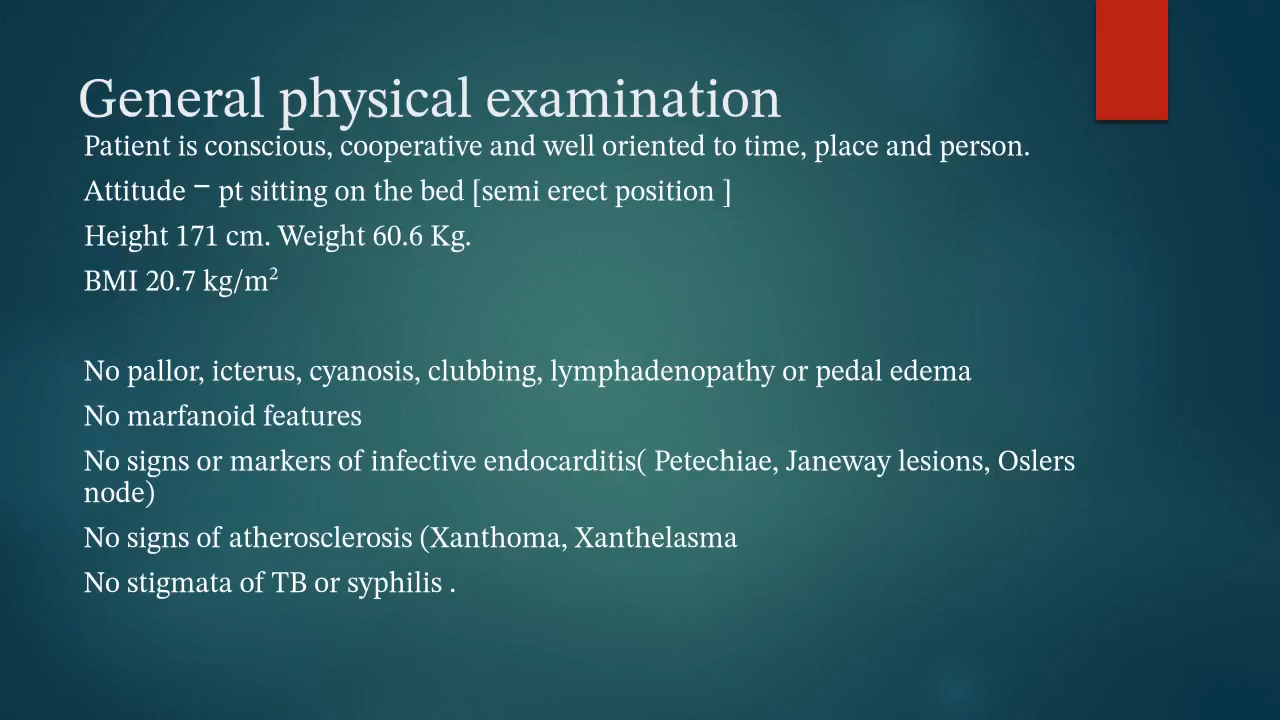 General physical examination
Patient is conscious, cooperative and well oriented to time, place and person.
Attitude – pt sitting on the bed [semi erect position ]
Height 171 cm. Weight 60.6 Kg.
BMI 20.7 kg/m²
No pallor, icterus, cyanosis, clubbing, lymphadenopathy or pedal edema
No marfanoid features
No signs or markers of infective endocarditis( Petechiae, Janeway lesions, Oslers
node)
No signs of atherosclerosis (Xanthoma, Xanthelasma
No stigmata of TB or syphilis .